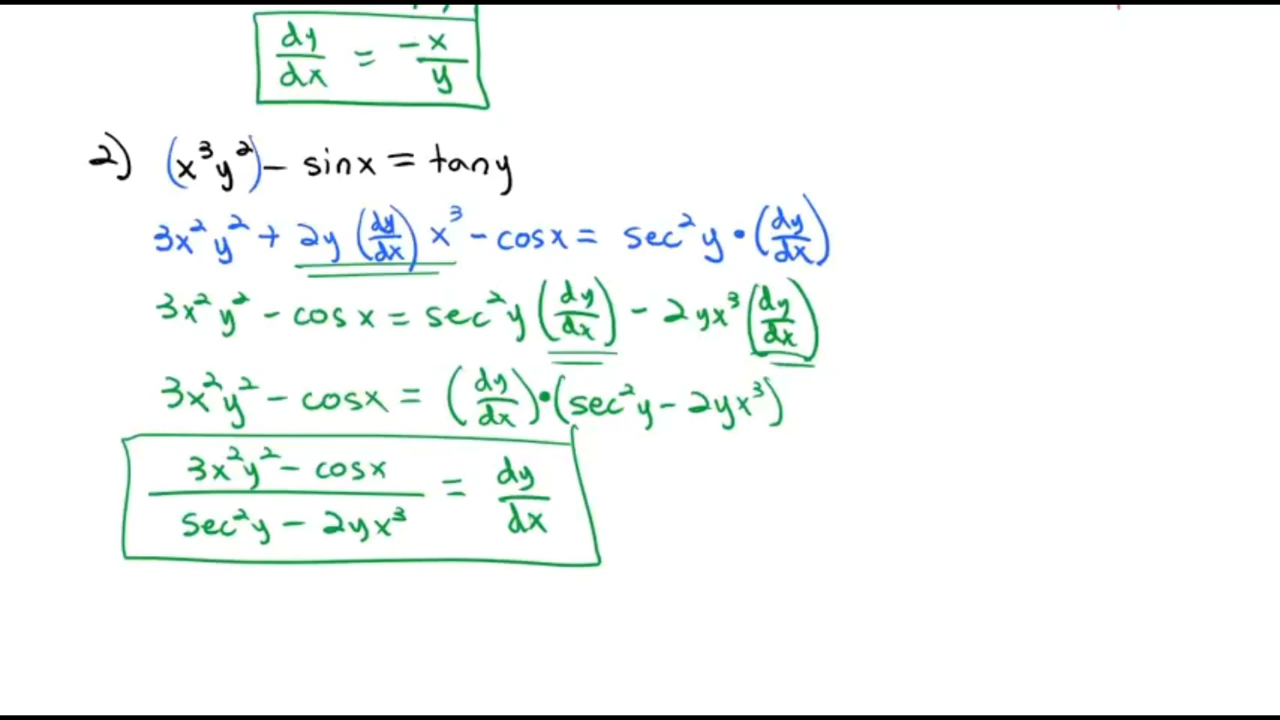 dy/dx = -x/y
2) (x³y²) - sinx = tany
3x²y² + 2y (dy/dx) x³ - cosx = sec²y • (dy/dx)
3x²y² - cosx = sec²y (dy/dx) - 2yx³ (dy/dx)
3x²y² - cosx = (dy/dx) • (sec²y - 2yx³)
3x²y² - cosx / sec²y - 2yx³ = dy/dx